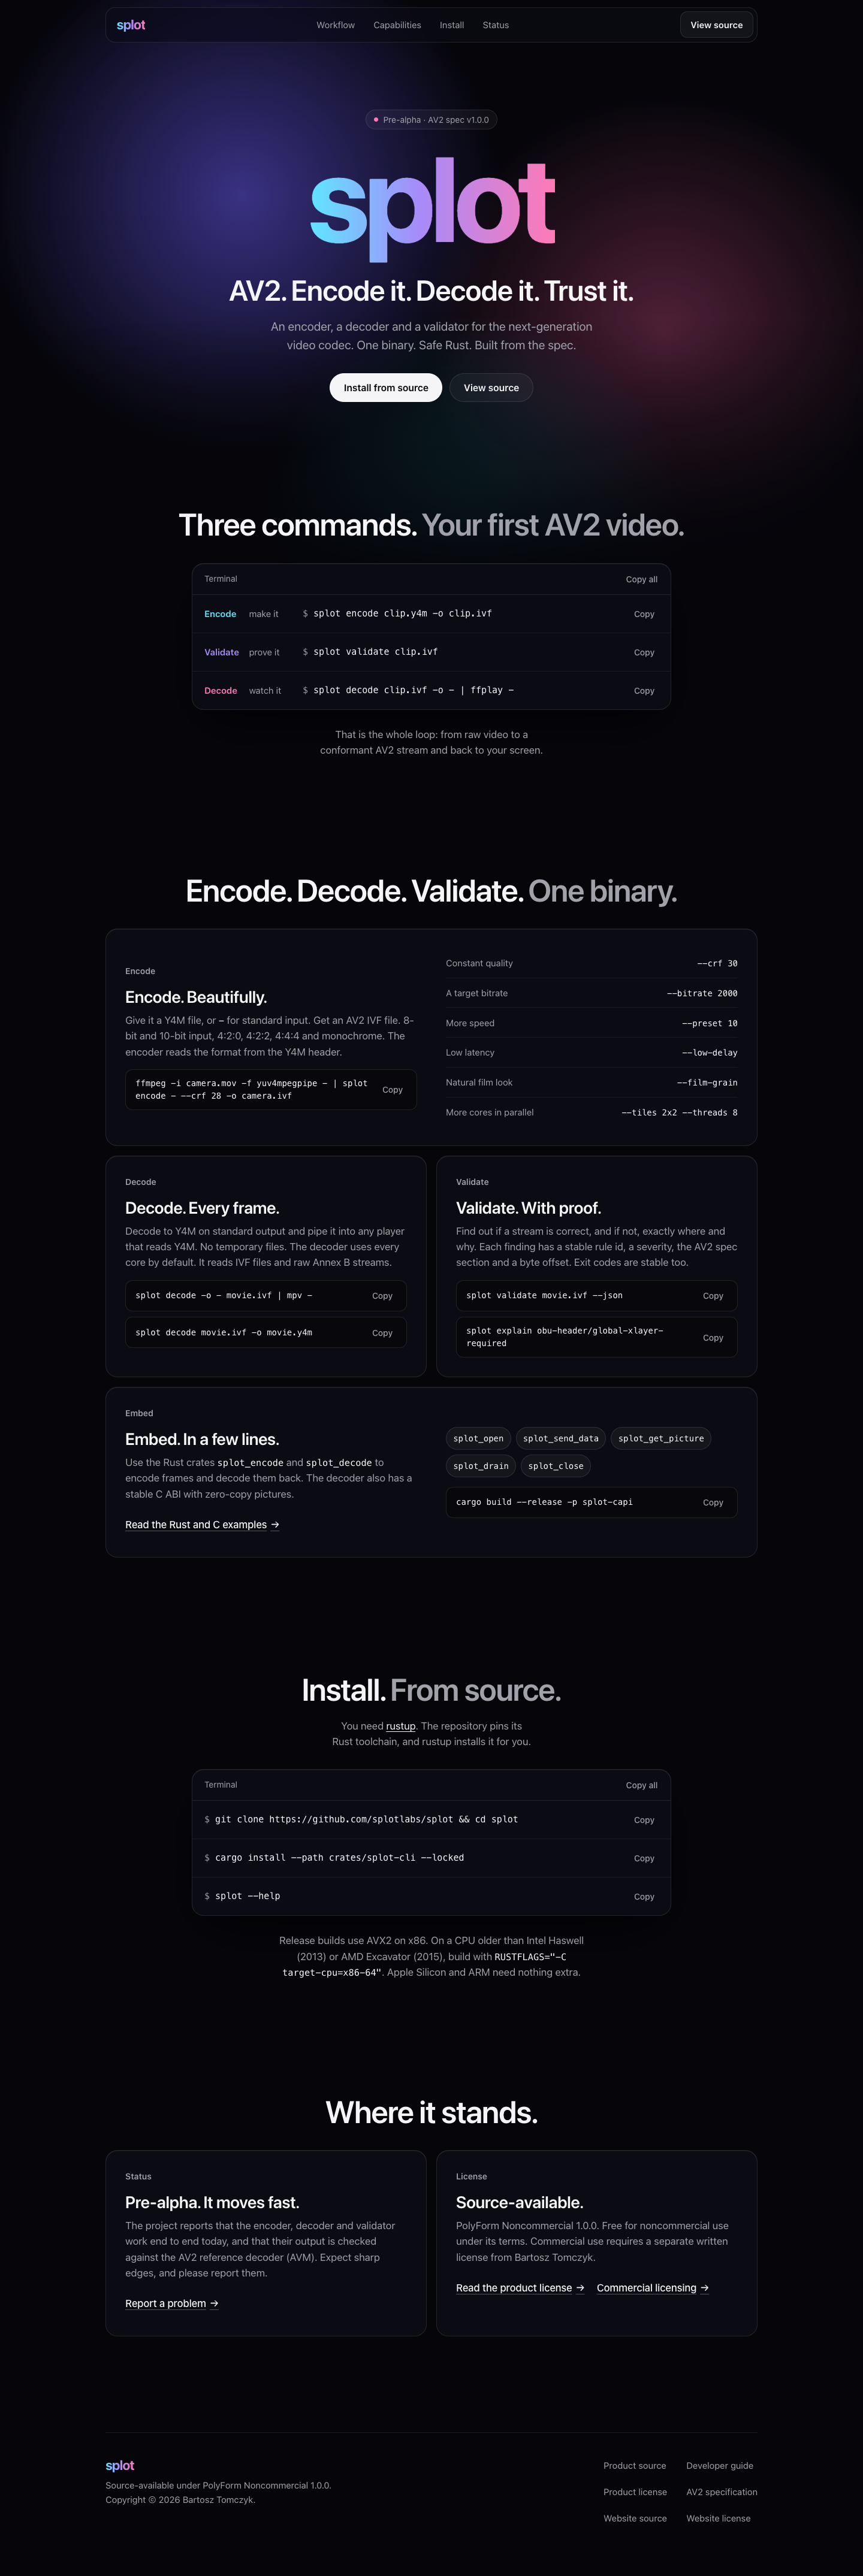 splot
Workflow Capabilities Install Status
View source
Pre-alpha · AV2 spec v1.0.0
splot
AV2. Encode it. Decode it. Trust it.
An encoder, a decoder and a validator for the next-generation
video codec. One binary. Safe Rust. Built from the spec.
Install from source View source
Three commands. Your first AV2 video.
Terminal Copy all
Encode make it $ splot encode clip.y4m -o clip.ivf Copy
Validate prove it $ splot validate clip.ivf Copy
Decode watch it $ splot decode clip.ivf -o - | ffplay - Copy
That is the whole loop: from raw video to a
conformant AV2 stream and back to your screen.
Encode. Decode. Validate. One binary.
Encode
Encode. Beautifully.
Give it a Y4M file, or - for standard input. Get an AV2 IVF file. 8-
bit and 10-bit input, 4:2:0, 4:2:2, 4:4:4 and monochrome. The
encoder reads the format from the Y4M header.
ffmpeg -i camera.mov -f yuv4mpegpipe - | splot
encode - --crf 28 -o camera.ivf
Copy
Constant quality --crf 30
A target bitrate --bitrate 2000
More speed --preset 10
Low latency --low-delay
Natural film look --film-grain
More cores in parallel --tiles 2x2 --threads 8
Decode
Decode. Every frame.
Decode to Y4M on standard output and pipe it into any player
that reads Y4M. No temporary files. The decoder uses every
core by default. It reads IVF files and raw Annex B streams.
splot decode -o - movie.ivf | mpv - Copy
splot decode movie.ivf -o movie.y4m Copy
Validate
Validate. With proof.
Find out if a stream is correct, and if not, exactly where and
why. Each finding has a stable rule id, a severity, the AV2 spec
section and a byte offset. Exit codes are stable too.
splot validate movie.ivf --json Copy
splot explain obu-header/global-xlayer-
required
Copy
Embed
Embed. In a few lines.
Use the Rust crates splot_encode and splot_decode to
encode frames and decode them back. The decoder also has a
stable C ABI with zero-copy pictures.
Read the Rust and C examples →
splot_open splot_send_data splot_get_picture
splot_drain splot_close
cargo build --release -p splot-capi Copy
Install. From source.
You need rustup. The repository pins its
Rust toolchain, and rustup installs it for you.
Terminal Copy all
$ git clone https://github.com/splotlabs/splot && cd splot Copy
$ cargo install --path crates/splot-cli --locked Copy
$ splot --help Copy
Release builds use AVX2 on x86. On a CPU older than Intel Haswell
(2013) or AMD Excavator (2015), build with RUSTFLAGS="-C
target-cpu=x86-64". Apple Silicon and ARM need nothing extra.
Where it stands.
Status
Pre-alpha. It moves fast.
The project reports that the encoder, decoder and validator
work end to end today, and that their output is checked
against the AV2 reference decoder (AVM). Expect sharp
edges, and please report them.
Report a problem →
License
Source-available.
PolyForm Noncommercial 1.0.0. Free for noncommercial use
under its terms. Commercial use requires a separate written
license from Bartosz Tomczyk.
Read the product license → Commercial licensing →
splot
Source-available under PolyForm Noncommercial 1.0.0.
Copyright © 2026 Bartosz Tomczyk.
Product source Developer guide
Product license AV2 specification
Website source Website license